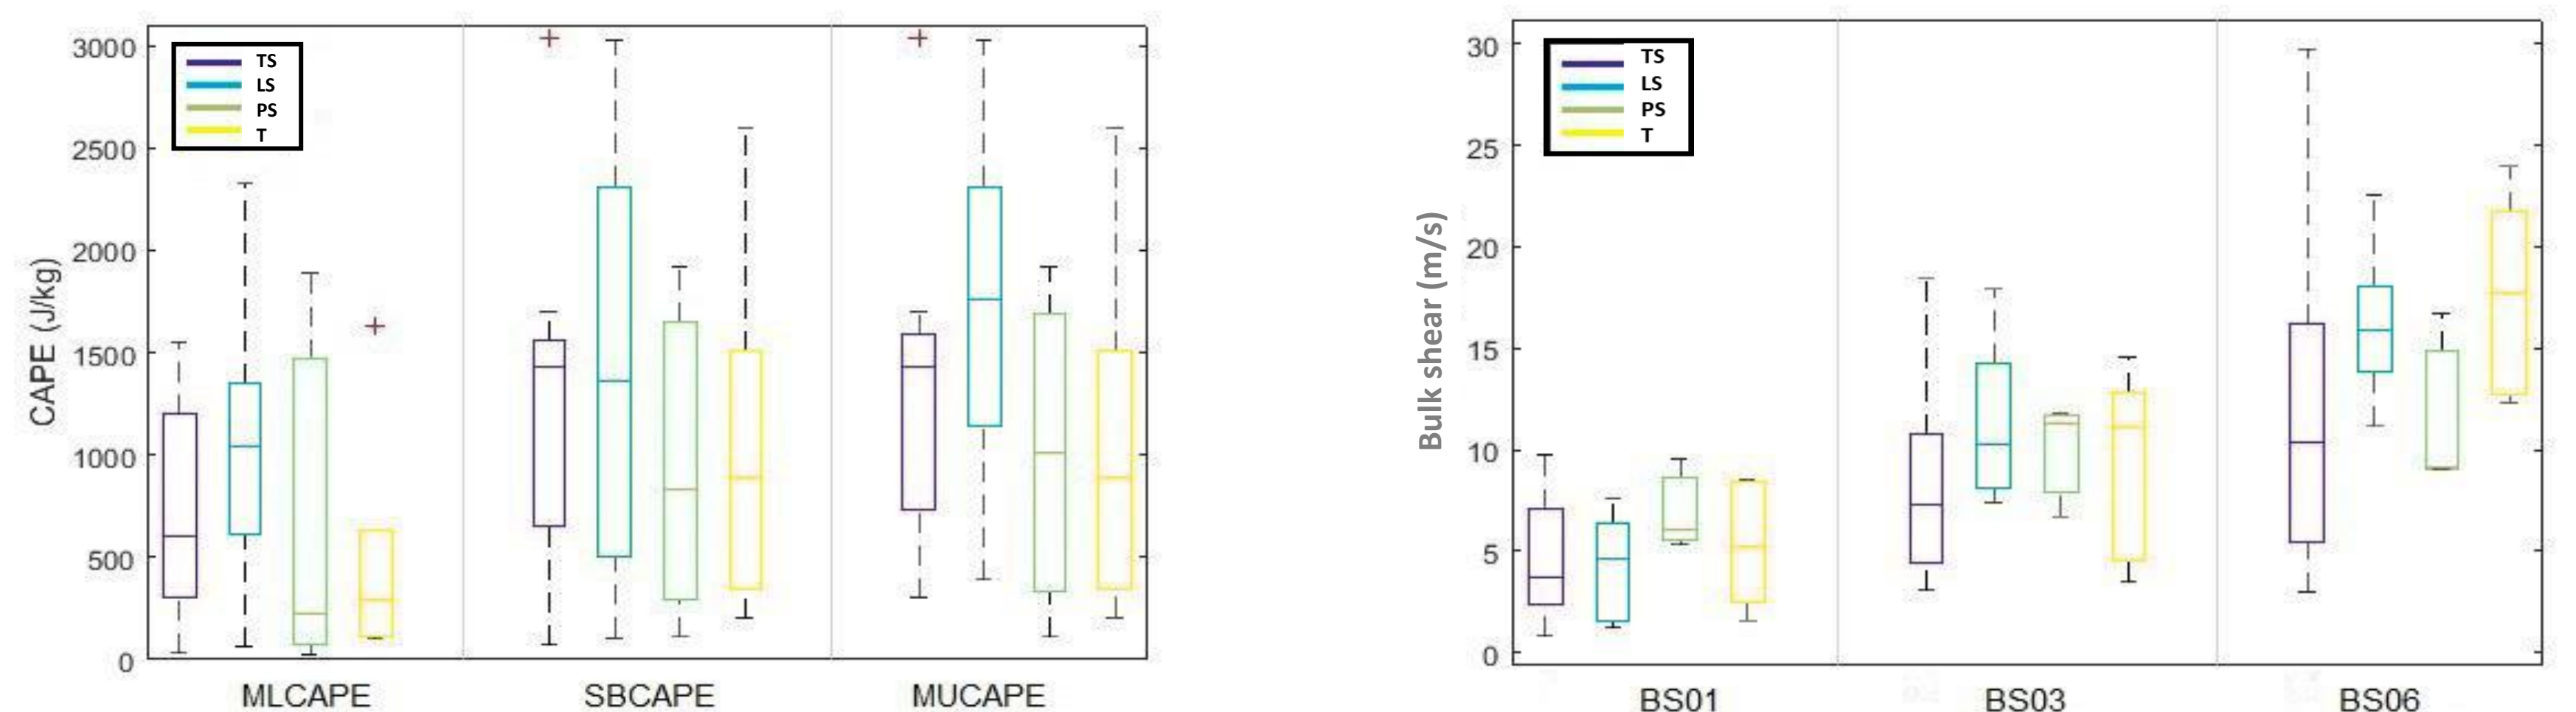 3000
2500
2000
1500
1000
500
0
CAPE (J/kg)
TS
LS
PS
T
MLCAPE
SBCAPE
MUCAPE
30
25
20
15
10
5
0
Bulk shear (m/s)
TS
LS
PS
T
BS01
BS03
BS06